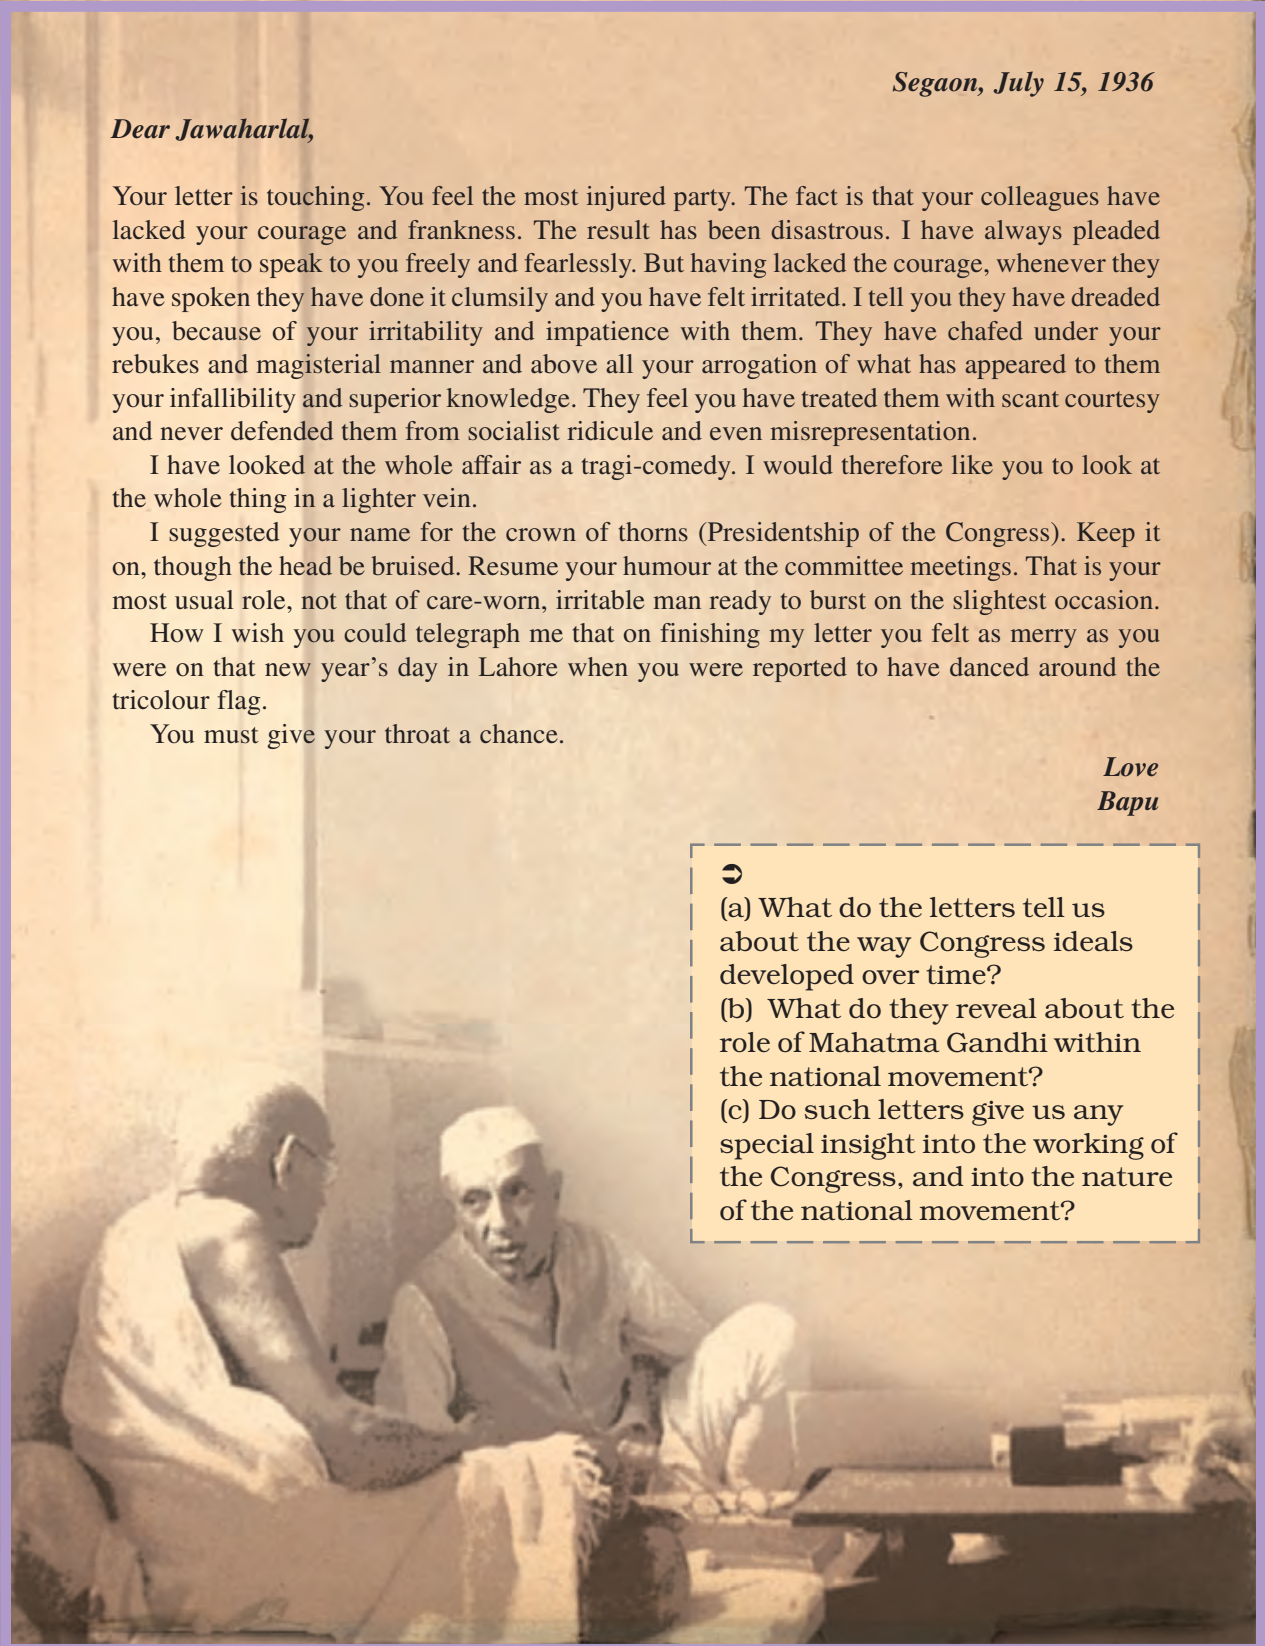 Segaon, July 15, 1936
Dear Jawaharlal,
Your letter is touching. You feel the most injured party. The fact is that your colleagues have
lacked your courage and frankness. The result has been disastrous. I have always pleaded
with them to speak to you freely and fearlessly. But having lacked the courage, whenever they
have spoken they have done it clumsily and you have felt irritated. I tell you they have dreaded
you, because of your irritability and impatience with them. They have chafed under your
rebukes and magisterial manner and above all your arrogation of what has appeared to them
your infallibility and superior knowledge. They feel you have treated them with scant courtesy
and never defended them from socialist ridicule and even misrepresentation.
I have looked at the whole affair as a tragi-comedy. I would therefore like you to look at
the whole thing in a lighter vein.
I suggested your name for the crown of thorns (Presidentship of the Congress). Keep it
on, though the head be bruised. Resume your humour at the committee meetings. That is your
most usual role, not that of care-worn, irritable man ready to burst on the slightest occasion.
How I wish you could telegraph me that on finishing my letter you felt as merry as you
were on that new year’s day in Lahore when you were reported to have danced around the
tricolour flag.
You must give your throat a chance.
Love
Bapu
➲
(a) What do the letters tell us
about the way Congress ideals
developed over time?
(b) What do they reveal about the
role of Mahatma Gandhi within
the national movement?
(c) Do such letters give us any
special insight into the working of
the Congress, and into the nature
of the national movement?